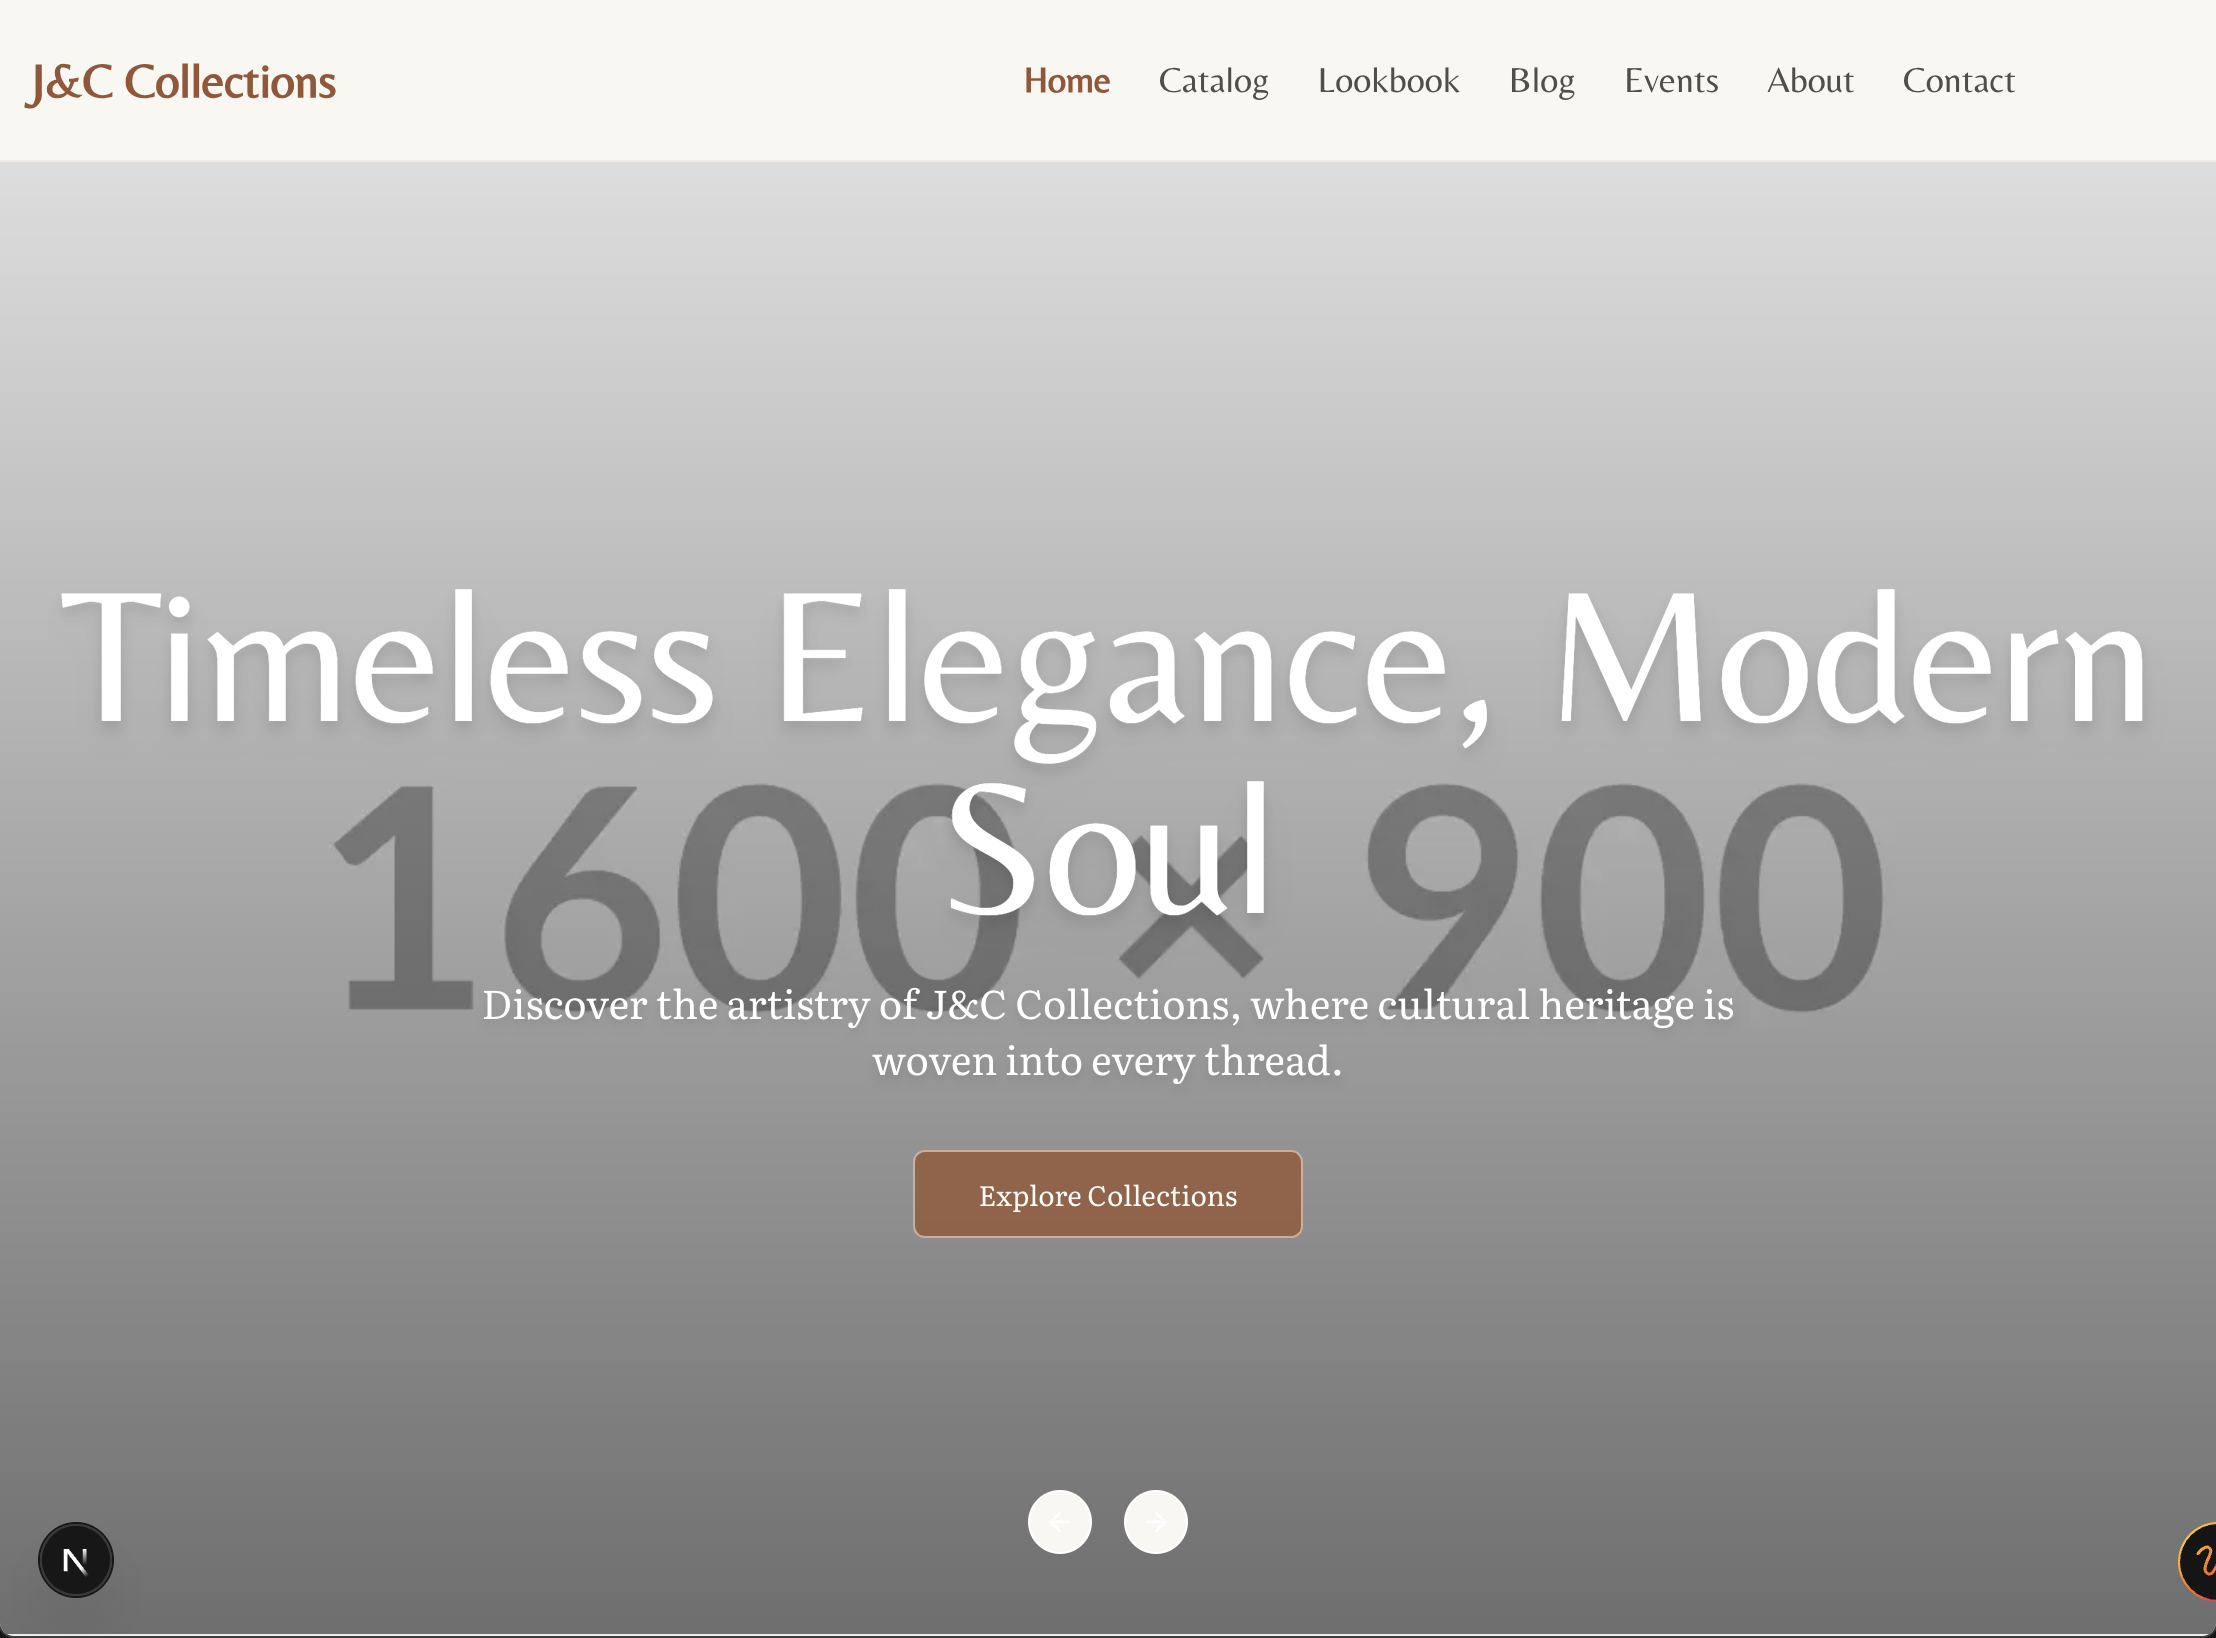 J&C Collections
Home Catalog Lookbook Blog Events About Contact
Timeless Elegance, Modern
Soul
1600 × 900
Discover the artistry of J&C Collections, where cultural heritage is
woven into every thread.
Explore Collections
N